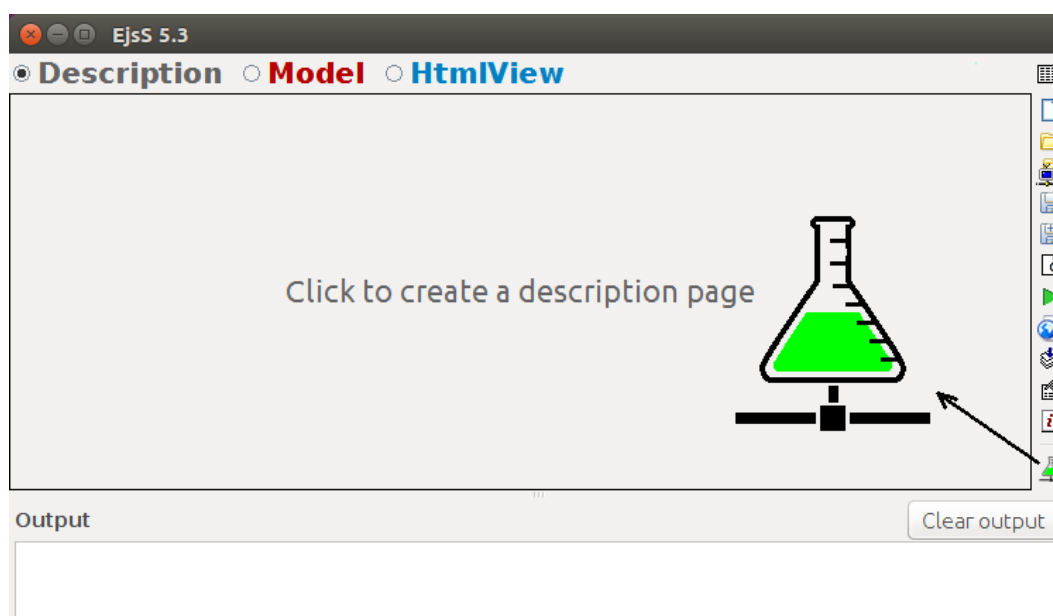 EjsS 5.3
Description Model HtmlView
Click to create a description page
Output
Clear output